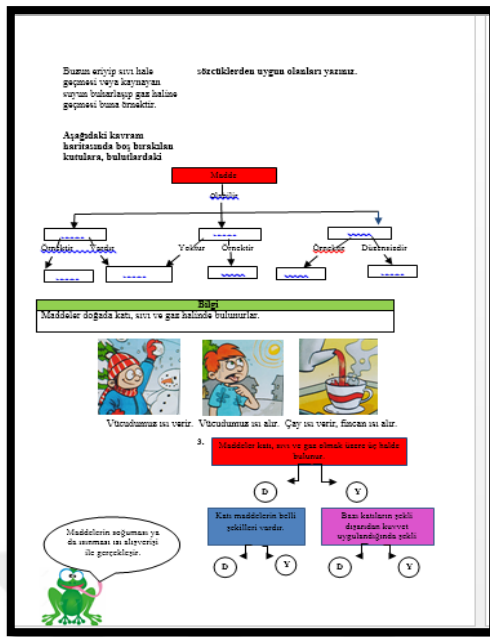 Buzun eriyip sıvı hale
geçmesi veya kaynayan
suyun buharlaşıp gaz haline
geçmesi buna örnektir.
sözcüklerden uygun olanları yazınız.
Aşağıdaki kavram
haritasında boş bırakılan
kutulara, bulutlardaki
Madde
Olabilir
Örnektir Vardır Yoktur Örnektir Örnektir Düzensizdir
Bilgi
Maddeler doğada katı, sıvı ve gaz halinde bulunurlar.
Vücudumuz ısı verir. Vücudumuz ısı alır. Çay ısı verir, fincan ısı alır.
3.
Maddeler katı, sıvı ve gaz olmak üzere üç halde
bulunur.
D Y
Katı maddelerin belli
şekilleri vardır.
Bazı katıların şekli
dışarıdan kuvvet
uygulandığında şekli
D Y D Y
Maddelerin soğuması ya
da ısınması ısı alışverişi
ile gerçekleşir.